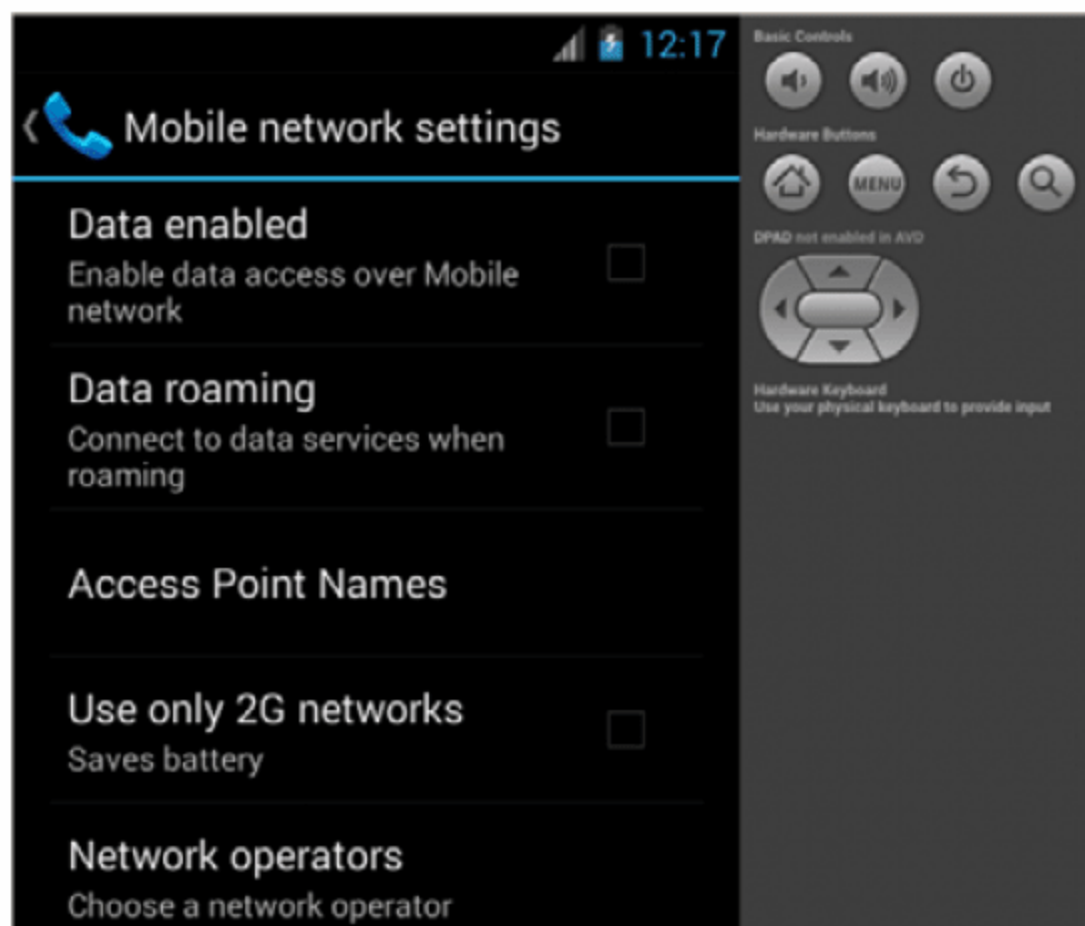 12:17
Mobile network settings
Data enabled
Enable data access over Mobile
network
Data roaming
Connect to data services when
roaming
Access Point Names
Use only 2G networks
Saves battery
Network operators
Choose a network operator
Basic Controls
Hardware Buttons
MENU
DPAD not enabled in AVD
Hardware Keyboard
Use your physical keyboard to provide input